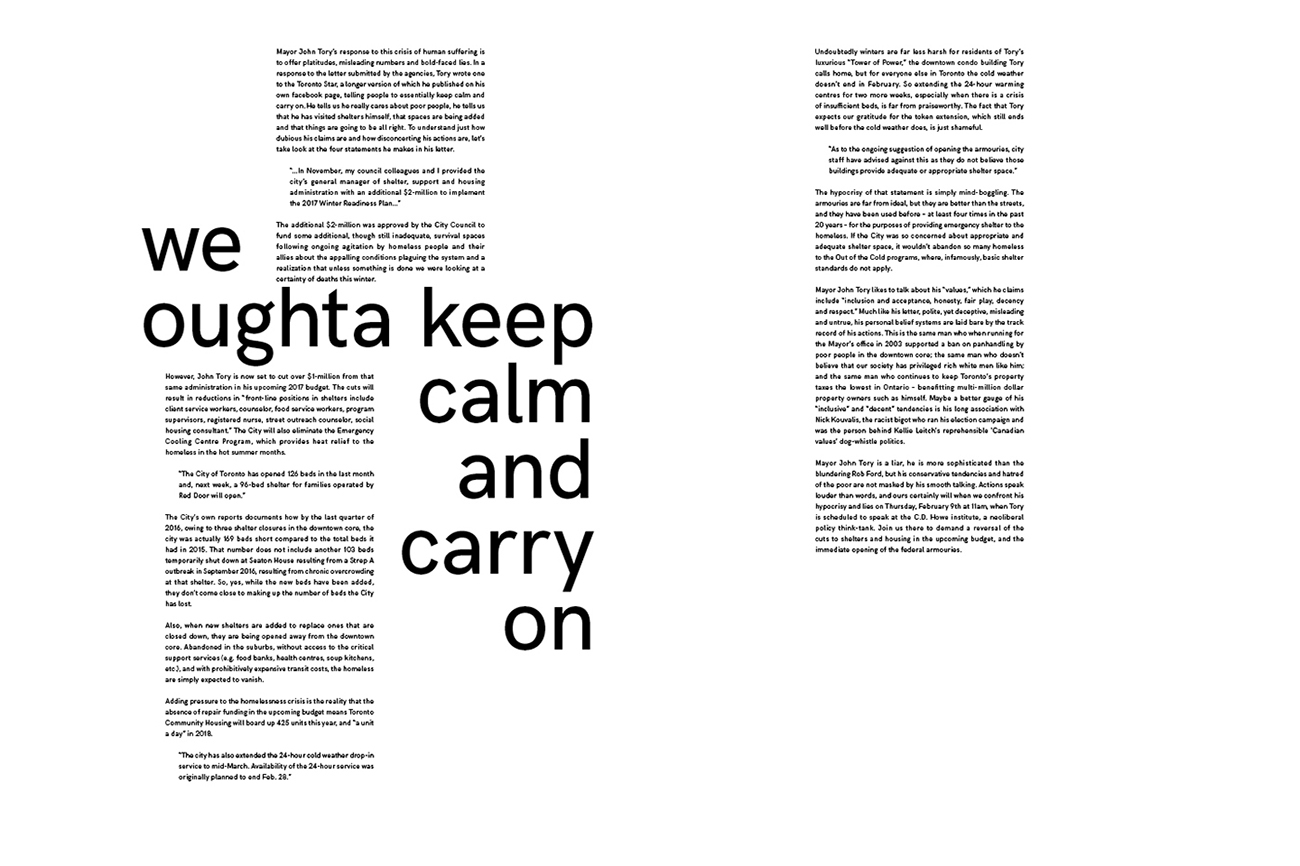 Mayor John Tory's response to this crisis of human suffering is
to offer platitudes, misleading numbers and bold-faced lies. In a
response to the letter submitted by the agencies, Tory wrote one
to the Toronto Star, a longer version of which he published on his
own facebook page, telling people to essentially keep calm and
carry on. He tells us he really cares about poor people, he tells us
that he has visited shelters himself, that spaces are being added
and that things are going to be all right. To understand just how
dubious his claims are and how disconcerting his actions are, let's
take look at the four statements he makes in his letter.
"...In November, my council colleagues and I provided the
city's general manager of shelter, support and housing
administration with an additional $2-million to implement
the 2017 Winter Readiness Plan..."
The additional $2-million was approved by the City Council to
fund some additional, though still inadequate, survival spaces
following ongoing agitation by homeless people and their
allies about the appalling conditions plaguing the system and a
realization that unless something is done we were looking at a
certainty of deaths this winter.
we
oughta keep
calm
and
carry
on
However, John Tory is now set to cut over $1-million from that
same administration in his upcoming 2017 budget. The cuts will
result in reductions in "front-line positions in shelters include
client service workers, counselor, food service workers, program
supervisors, registered nurse, street outreach counselor, social
housing consultant." The City will also eliminate the Emergency
Cooling Centre Program, which provides heat relief to the
homeless in the hot summer months.
"The City of Toronto has opened 126 beds in the last month
and, next week, a 96-bed shelter for families operated by
Red Door will open."
The City's own reports documents how by the last quarter of
2016, owing to three shelter closures in the downtown core, the
city was actually 169 beds short compared to the total beds it
had in 2015. That number does not include another 103 beds
temporarily shut down at Seaton House resulting from a Strep A
outbreak in September 2016, resulting from chronic overcrowding
at that shelter. So, yes, while the new beds have been added,
they don't come close to making up the number of beds the City
has lost.
Also, when new shelters are added to replace ones that are
closed down, they are being opened away from the downtown
core. Abandoned in the suburbs, without access to the critical
support services (e.g. food banks, health centres, soup kitchens,
etc.), and with prohibitively expensive transit costs, the homeless
are simply expected to vanish.
Adding pressure to the homelessness crisis is the reality that the
absence of repair funding in the upcoming budget means Toronto
Community Housing will board up 425 units this year, and "a unit
a day" in 2018.
"The city has also extended the 24-hour cold weather drop-in
service to mid-March. Availability of the 24-hour service was
originally planned to end Feb. 28."
Undoubtedly winters are far less harsh for residents of Tory's
luxurious "Tower of Power," the downtown condo building Tory
calls home, but for everyone else in Toronto the cold weather
doesn't end in February. So extending the 24-hour warming
centres for two more weeks, especially when there is a crisis
of insufficient beds, is far from praiseworthy. The fact that Tory
expects our gratitude for the token extension, which still ends
well before the cold weather does, is just shameful.
"As to the ongoing suggestion of opening the armouries, city
staff have advised against this as they do not believe those
buildings provide adequate or appropriate shelter space."
The hypocrisy of that statement is simply mind-boggling. The
armouries are far from ideal, but they are better than the streets,
and they have been used before – at least four times in the past
20 years – for the purposes of providing emergency shelter to the
homeless. If the City was so concerned about appropriate and
adequate shelter space, it wouldn't abandon so many homeless
to the Out of the Cold programs, where, infamously, basic shelter
standards do not apply.
Mayor John Tory likes to talk about his "values," which he claims
include "inclusion and acceptance, honesty, fair play, decency
and respect." Much like his letter, polite, yet deceptive, misleading
and untrue, his personal belief systems are laid bare by the track
record of his actions. This is the same man who when running for
the Mayor's office in 2003 supported a ban on panhandling by
poor people in the downtown core; the same man who doesn't
believe that our society has privileged rich white men like him;
and the same man who continues to keep Toronto's property
taxes the lowest in Ontario – benefitting multi-million dollar
property owners such as himself. Maybe a better gauge of his
"inclusive" and "decent" tendencies is his long association with
Nick Kouvalis, the racist bigot who ran his election campaign and
was the person behind Kellie Leitch's reprehensible 'Canadian
values' dog-whistle politics.
Mayor John Tory is a liar, he is more sophisticated than the
blundering Rob Ford, but his conservative tendencies and hatred
of the poor are not masked by his smooth talking. Actions speak
louder than words, and ours certainly will when we confront his
hypocrisy and lies on Thursday, February 9th at 11am, when Tory
is scheduled to speak at the C.D. Howe institute, a neoliberal
policy think-tank. Join us there to demand a reversal of the
cuts to shelters and housing in the upcoming budget, and the
immediate opening of the federal armouries.